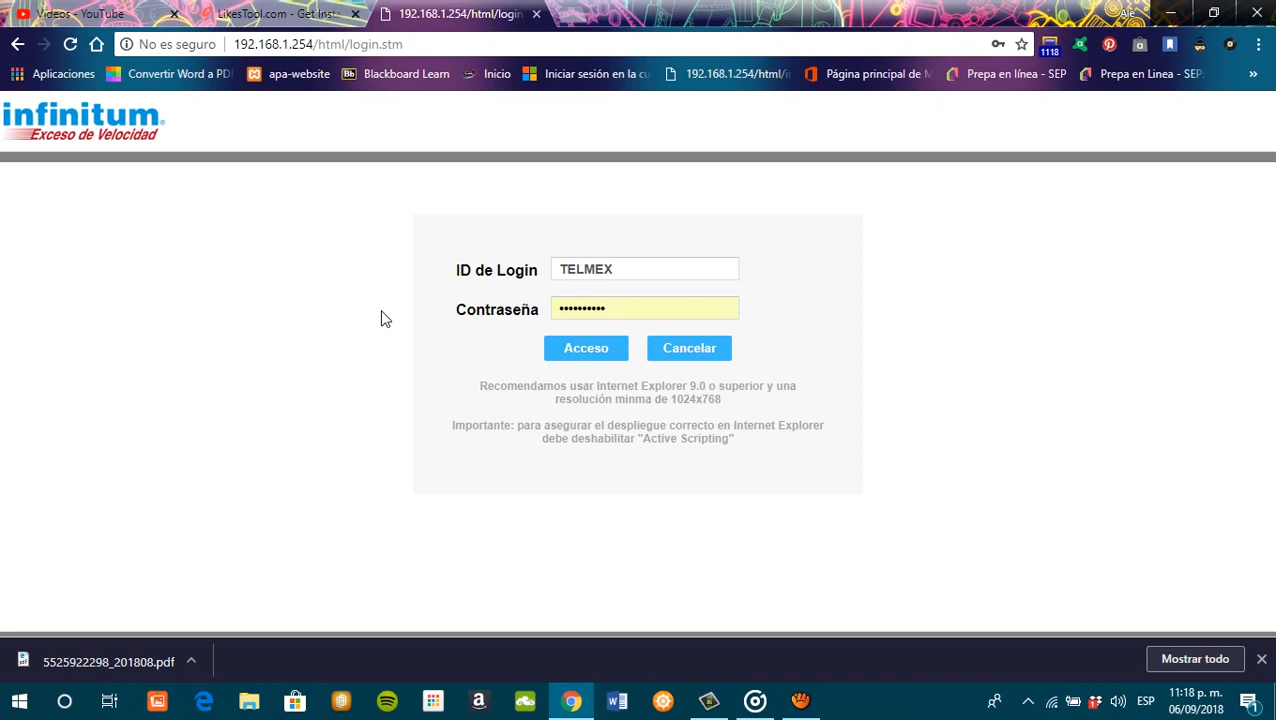 Videos - YouTube
LikesTool.com - Get Insta
192.168.1.254/html/login
Ale
No es seguro
192.168.1.254/html/login.stm
1118
Aplicaciones
Convertir Word a PD
apa-website
Bb
Blackboard Learn
Inicio
Iniciar sesión en la cu
192.168.1.254/html/i
Página principal de M
Prepa en línea - SEP
Prepa en Linea - SEP:
»
infinitum.
Exceso de Velocidad
ID de Login
TELMEX
Contraseña
••••••••••
Acceso
Cancelar
Recomendamos usar Internet Explorer 9.0 o superior y una
resolución minma de 1024x768
Importante: para asegurar el despliegue correcto en Internet Explorer
debe deshabilitar "Active Scripting"
5525922298_201808.pdf
Mostrar todo
ESP
11:18 p. m.
06/09/2018
1